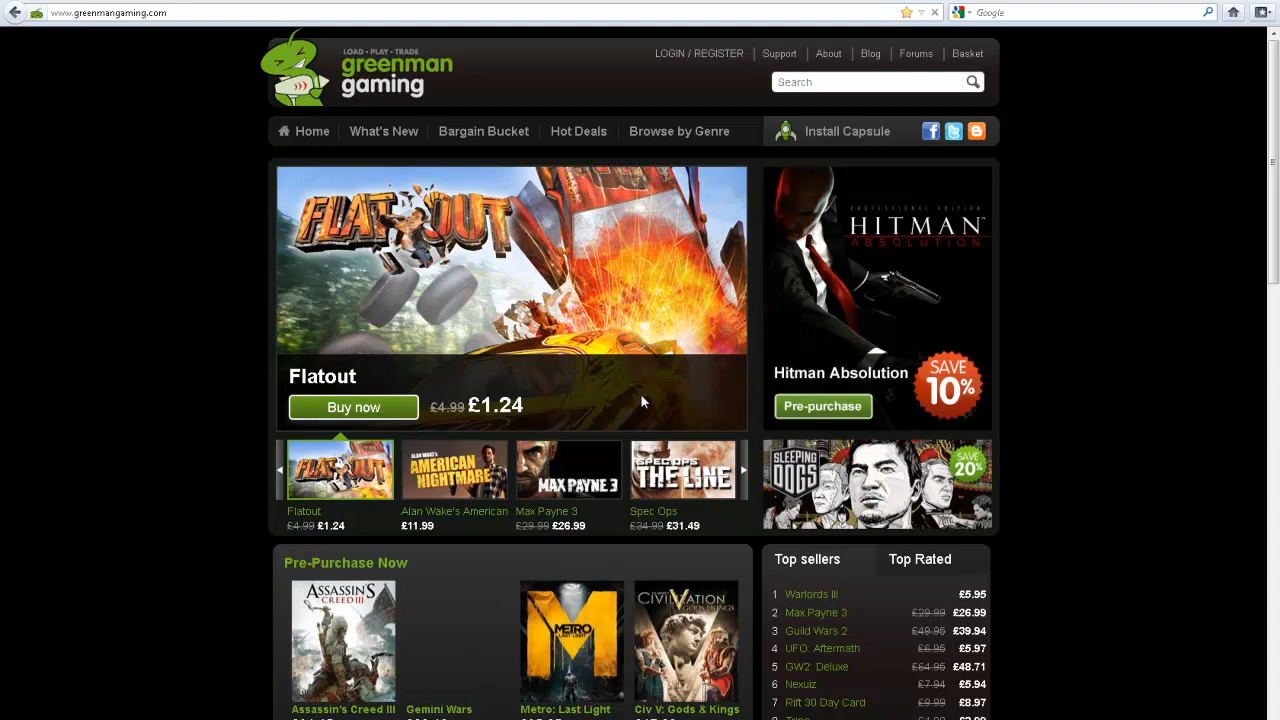 www.greenmangaming.com
Google
LOAD • PLAY • TRADE
greenman
gaming
LOGIN / REGISTER
Support
About
Blog
Forums
Basket
Search
Home
What's New
Bargain Bucket
Hot Deals
Browse by Genre
Install Capsule
FLATOUT
Flatout
Buy now
£4.99 £1.24
PROFESSIONAL EDITION
HITMAN™
ABSOLUTION
Hitman Absolution
SAVE
10%
Pre-purchase
ALAN WAKE'S
AMERICAN
NIGHTMARE
MAX PAYNE 3
SPEC OPS
THE LINE
Flatout
£4.99 £1.24
Alan Wake's American
£11.99
Max Payne 3
£29.99 £26.99
Spec Ops
£34.99 £31.49
SLEEPING
DOGS
SAVE
20%
Pre-Purchase Now
ASSASSIN'S
CREED III
METRO
LAST LIGHT
CIVILIZATION
V
GODS & KINGS
Assassin's Creed III
Gemini Wars
Metro: Last Light
Civ V: Gods & Kings
Top sellers
Top Rated
1 Warlords III £5.95
2 Max Payne 3 £29.99 £26.99
3 Guild Wars 2 £49.95 £39.94
4 UFO: Aftermath £6.95 £5.97
5 GW2: Deluxe £64.95 £48.71
6 Nexuiz £7.94 £5.94
7 Rift 30 Day Card £9.99 £8.97